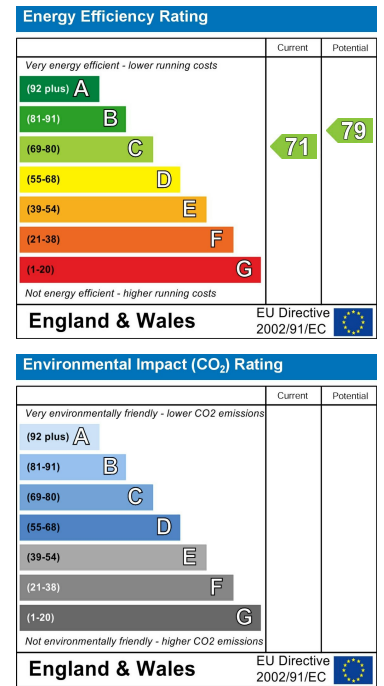 Energy Efficiency Rating
Current Potential
Very energy efficient - lower running costs
(92 plus) A
(81-91) B
(69-80) C
(55-68) D
(39-54) E
(21-38) F
(1-20) G
71 79
Not energy efficient - higher running costs
England & Wales
EU Directive
2002/91/EC
Environmental Impact (CO₂) Rating
Current Potential
Very environmentally friendly - lower CO2 emissions
(92 plus) A
(81-91) B
(69-80) C
(55-68) D
(39-54) E
(21-38) F
(1-20) G
Not environmentally friendly - higher CO2 emissions
England & Wales
EU Directive
2002/91/EC